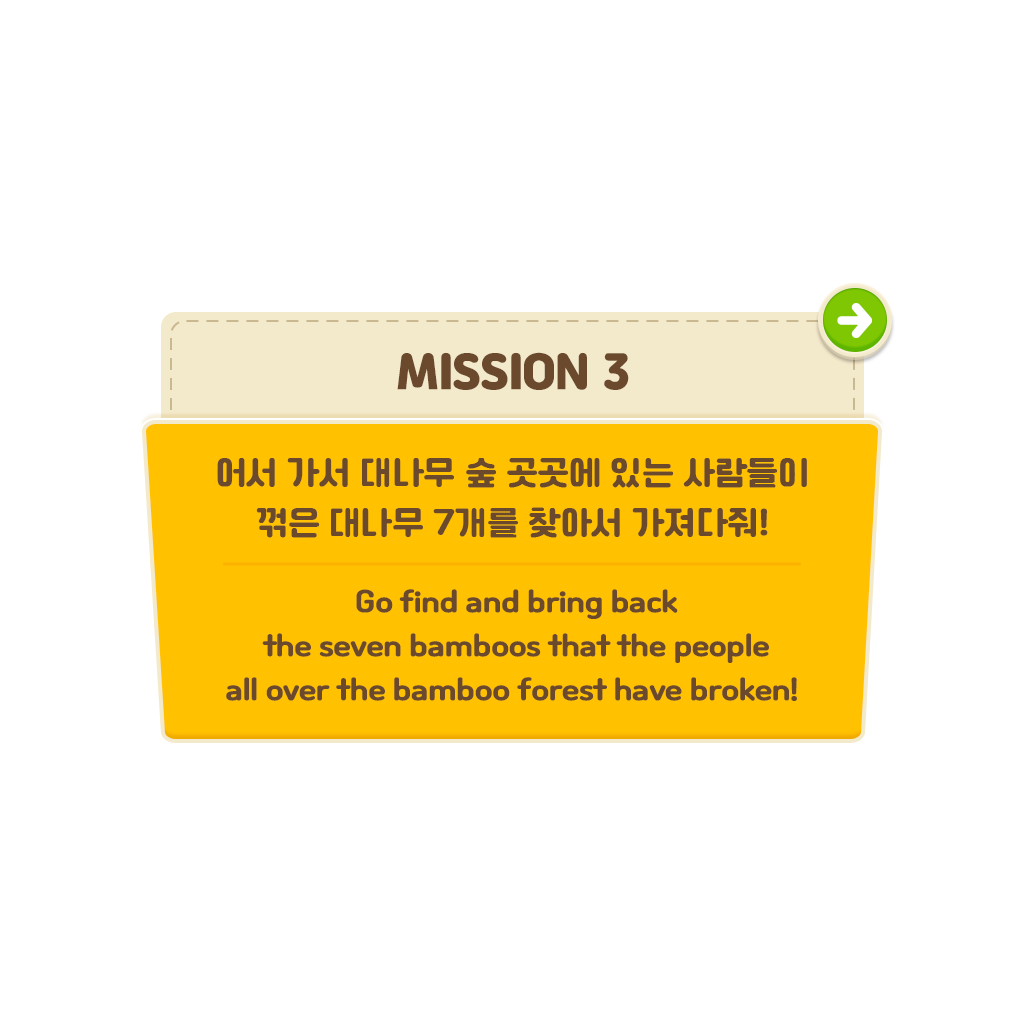 MISSION 3
어서 가서 대나무 숲 곳곳에 있는 사람들이
꺾은 대나무 7개를 찾아서 가져다줘!
Go find and bring back
the seven bamboos that the people
all over the bamboo forest have broken!